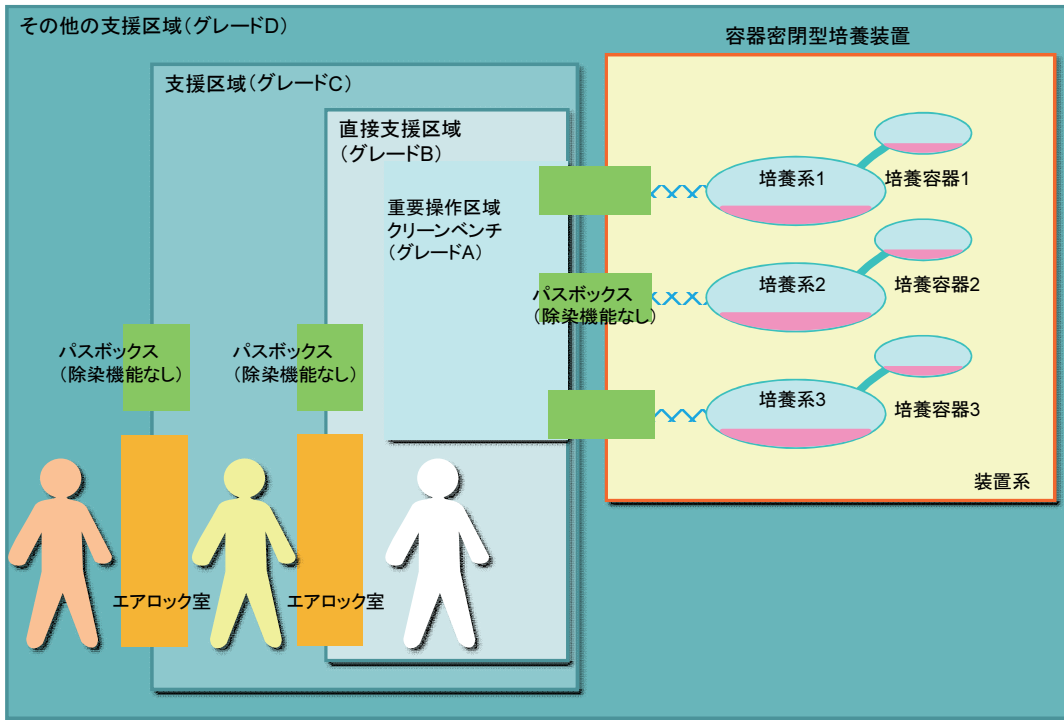 その他の支援区域(グレードD)
容器密閉型培養装置
支援区域(グレードC)
直接支援区域
(グレードB)
重要操作区域
クリーンベンチ
(グレードA)
培養系1
培養容器1
培養系2
培養容器2
パスボックス
(除染機能なし)
パスボックス
(除染機能なし)
パスボックス
(除染機能なし)
培養系3
培養容器3
装置系
エアロック室
エアロック室